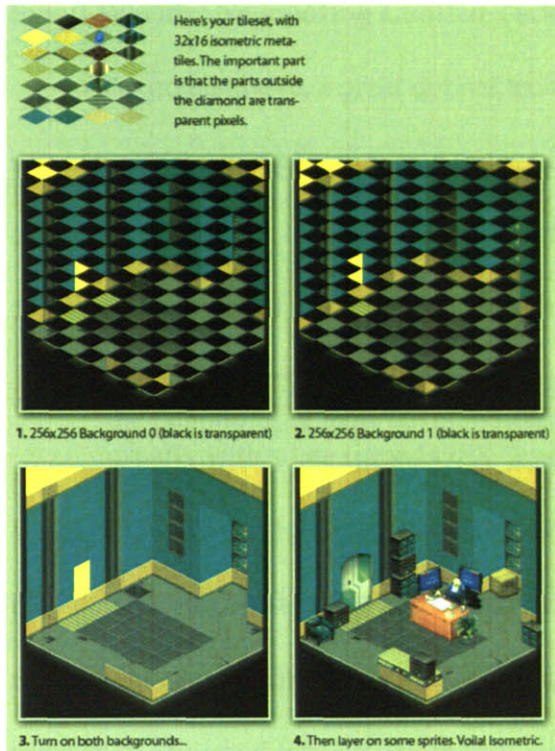 Here's your tileset, with
32x16 isometric meta-
tiles. The important part
is that the parts outside
the diamond are trans-
parent pixels.
1. 256x256 Background 0 (black is transparent)
2. 256x256 Background 1 (black is transparent)
3. Turn on both backgrounds...
4. Then layer on some sprites. Voila! Isometric.